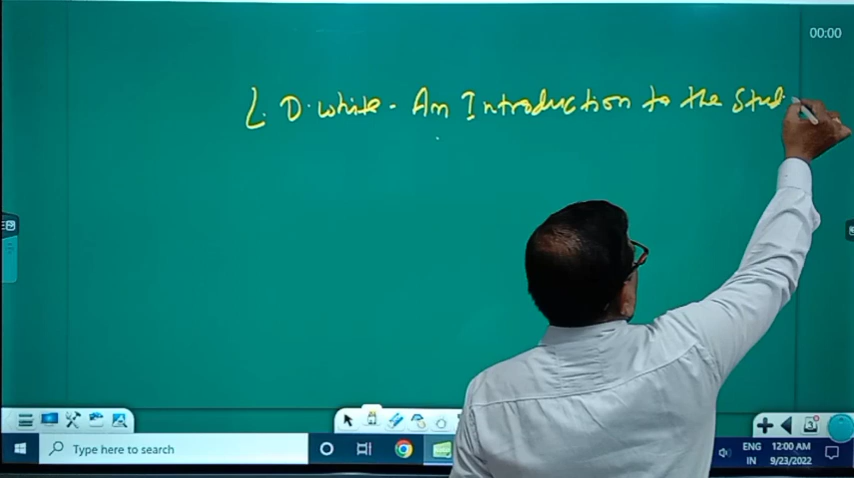 00:00
L. D. white - An Introduction to the Stud
Type here to search
ENG 12:00 AM
IN 9/23/2022